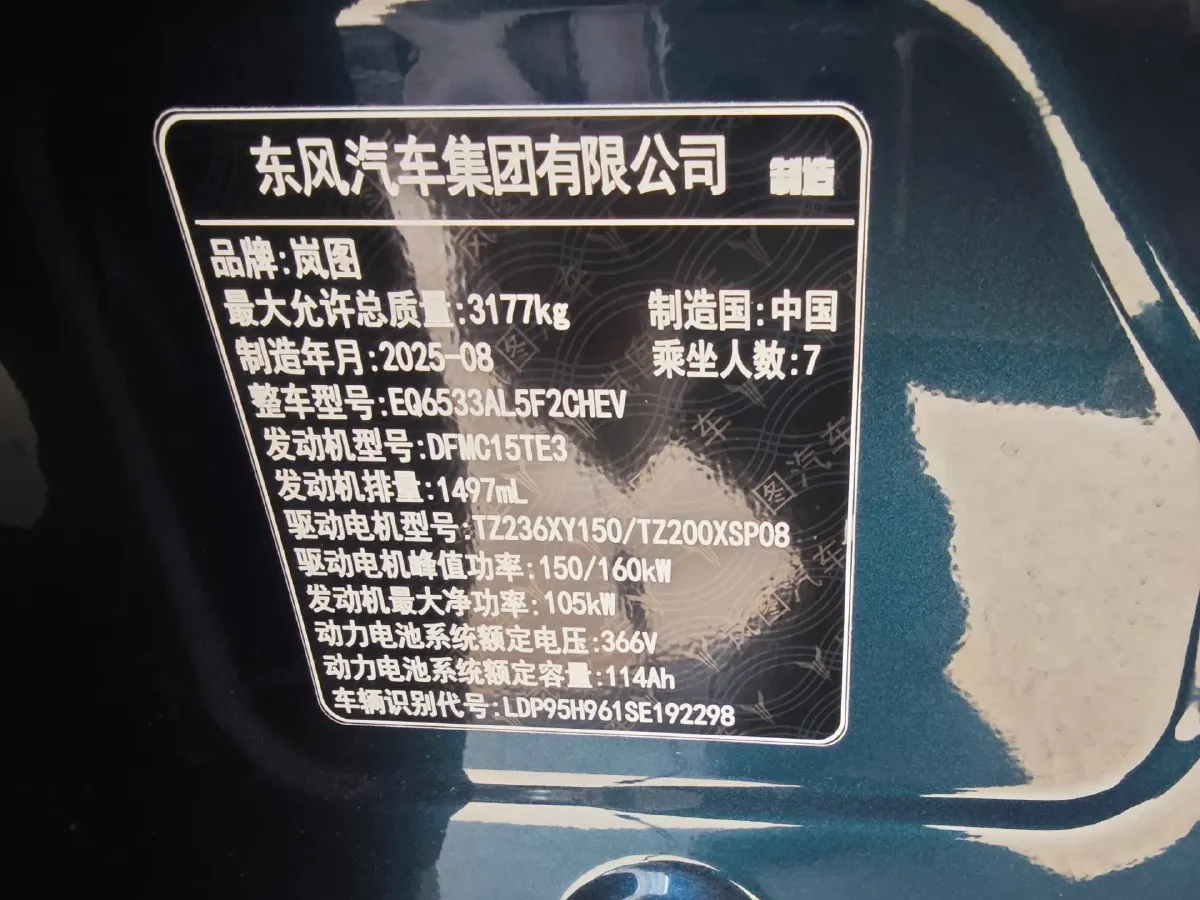 东风汽车集团有限公司 制造
品牌:岚图
最大允许总质量:3177kg 制造国:中国
制造年月:2025-08 乘坐人数:7
整车型号:EQ6533AL5F2CHEV
发动机型号:DFMC15TE3
发动机排量:1497mL
驱动电机型号:TZ236XY150/TZ200XSP08
驱动电机峰值功率:150/160kW
发动机最大净功率:105kW
动力电池系统额定电压:366V
动力电池系统额定容量:114Ah
车辆识别代号:LDP95H961SE192298